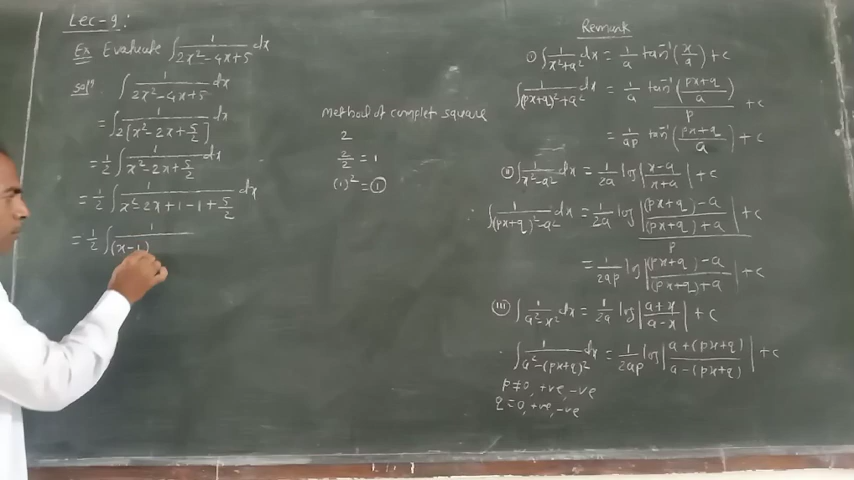 Lec-9:
Ex Evaluate ∫ 1/(2x²-4x+5) dx
Solⁿ ∫ 1/(2x²-4x+5) dx
= ∫ 1/(2[x²-2x+5/2]) dx
= 1/2 ∫ 1/(x²-2x+5/2) dx
= 1/2 ∫ 1/(x²-2x+1-1+5/2) dx
= 1/2 ∫ 1/(x-1)
method of complet square
2
2/2 = 1
(1)² = 1
Remark
(i) ∫ 1/(x²+a²) dx = 1/a tan⁻¹(x/a) + c
∫ 1/((px+q)²+a²) dx = 1/a tan⁻¹((px+q)/a)/p + c
= 1/ap tan⁻¹((px+q)/a) + c
(ii) ∫ 1/(x²-a²) dx = 1/2a log|(x-a)/(x+a)| + c
∫ 1/((px+q)²-a²) dx = 1/2a log|((px+q)-a)/((px+q)+a)|/p + c
= 1/2ap log|((px+q)-a)/((px+q)+a)| + c
(iii) ∫ 1/(a²-x²) dx = 1/2a log|(a+x)/(a-x)| + c
∫ 1/(a²-(px+q)²) dx = 1/2ap log|(a+(px+q))/(a-(px+q))| + c
p≠0, +ve, -ve
q=0, +ve, -ve